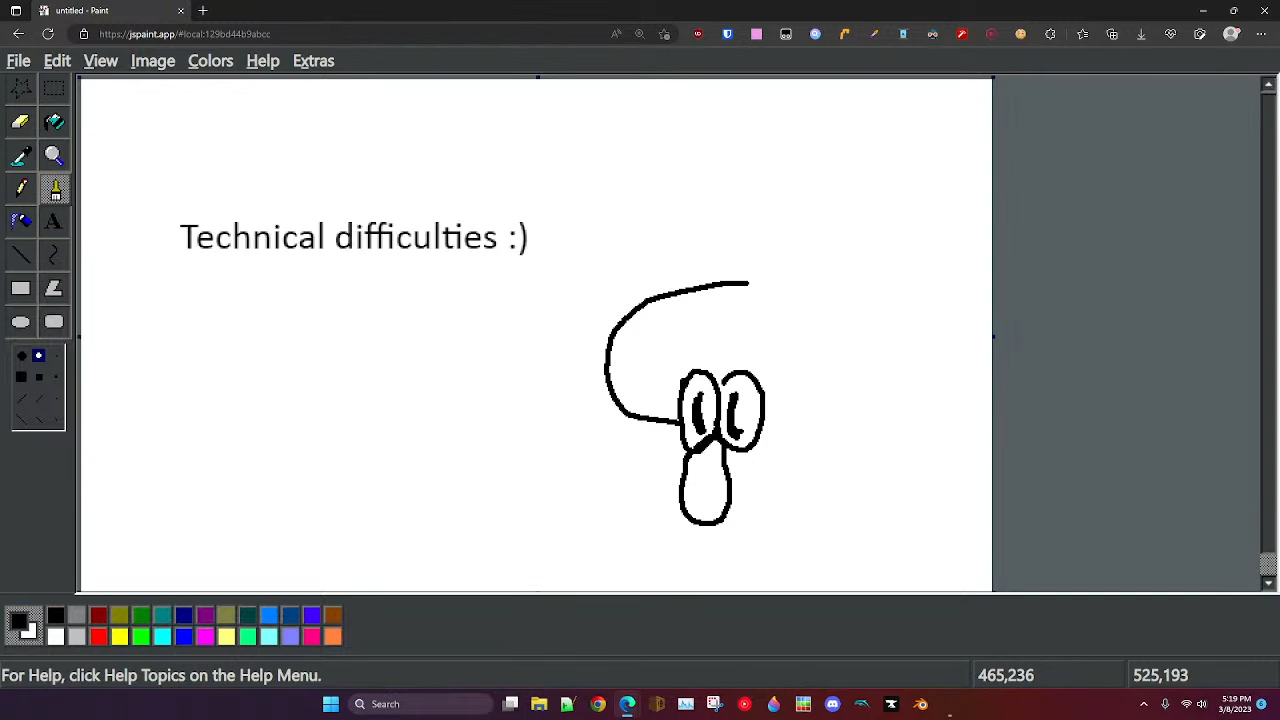 untitled - Paint
https://jspaint.app/#local:129bd44b9abcc
File Edit View Image Colors Help Extras
Technical difficulties :)
For Help, click Help Topics on the Help Menu.
465,236
525,193
Search
5:19 PM
3/8/2023